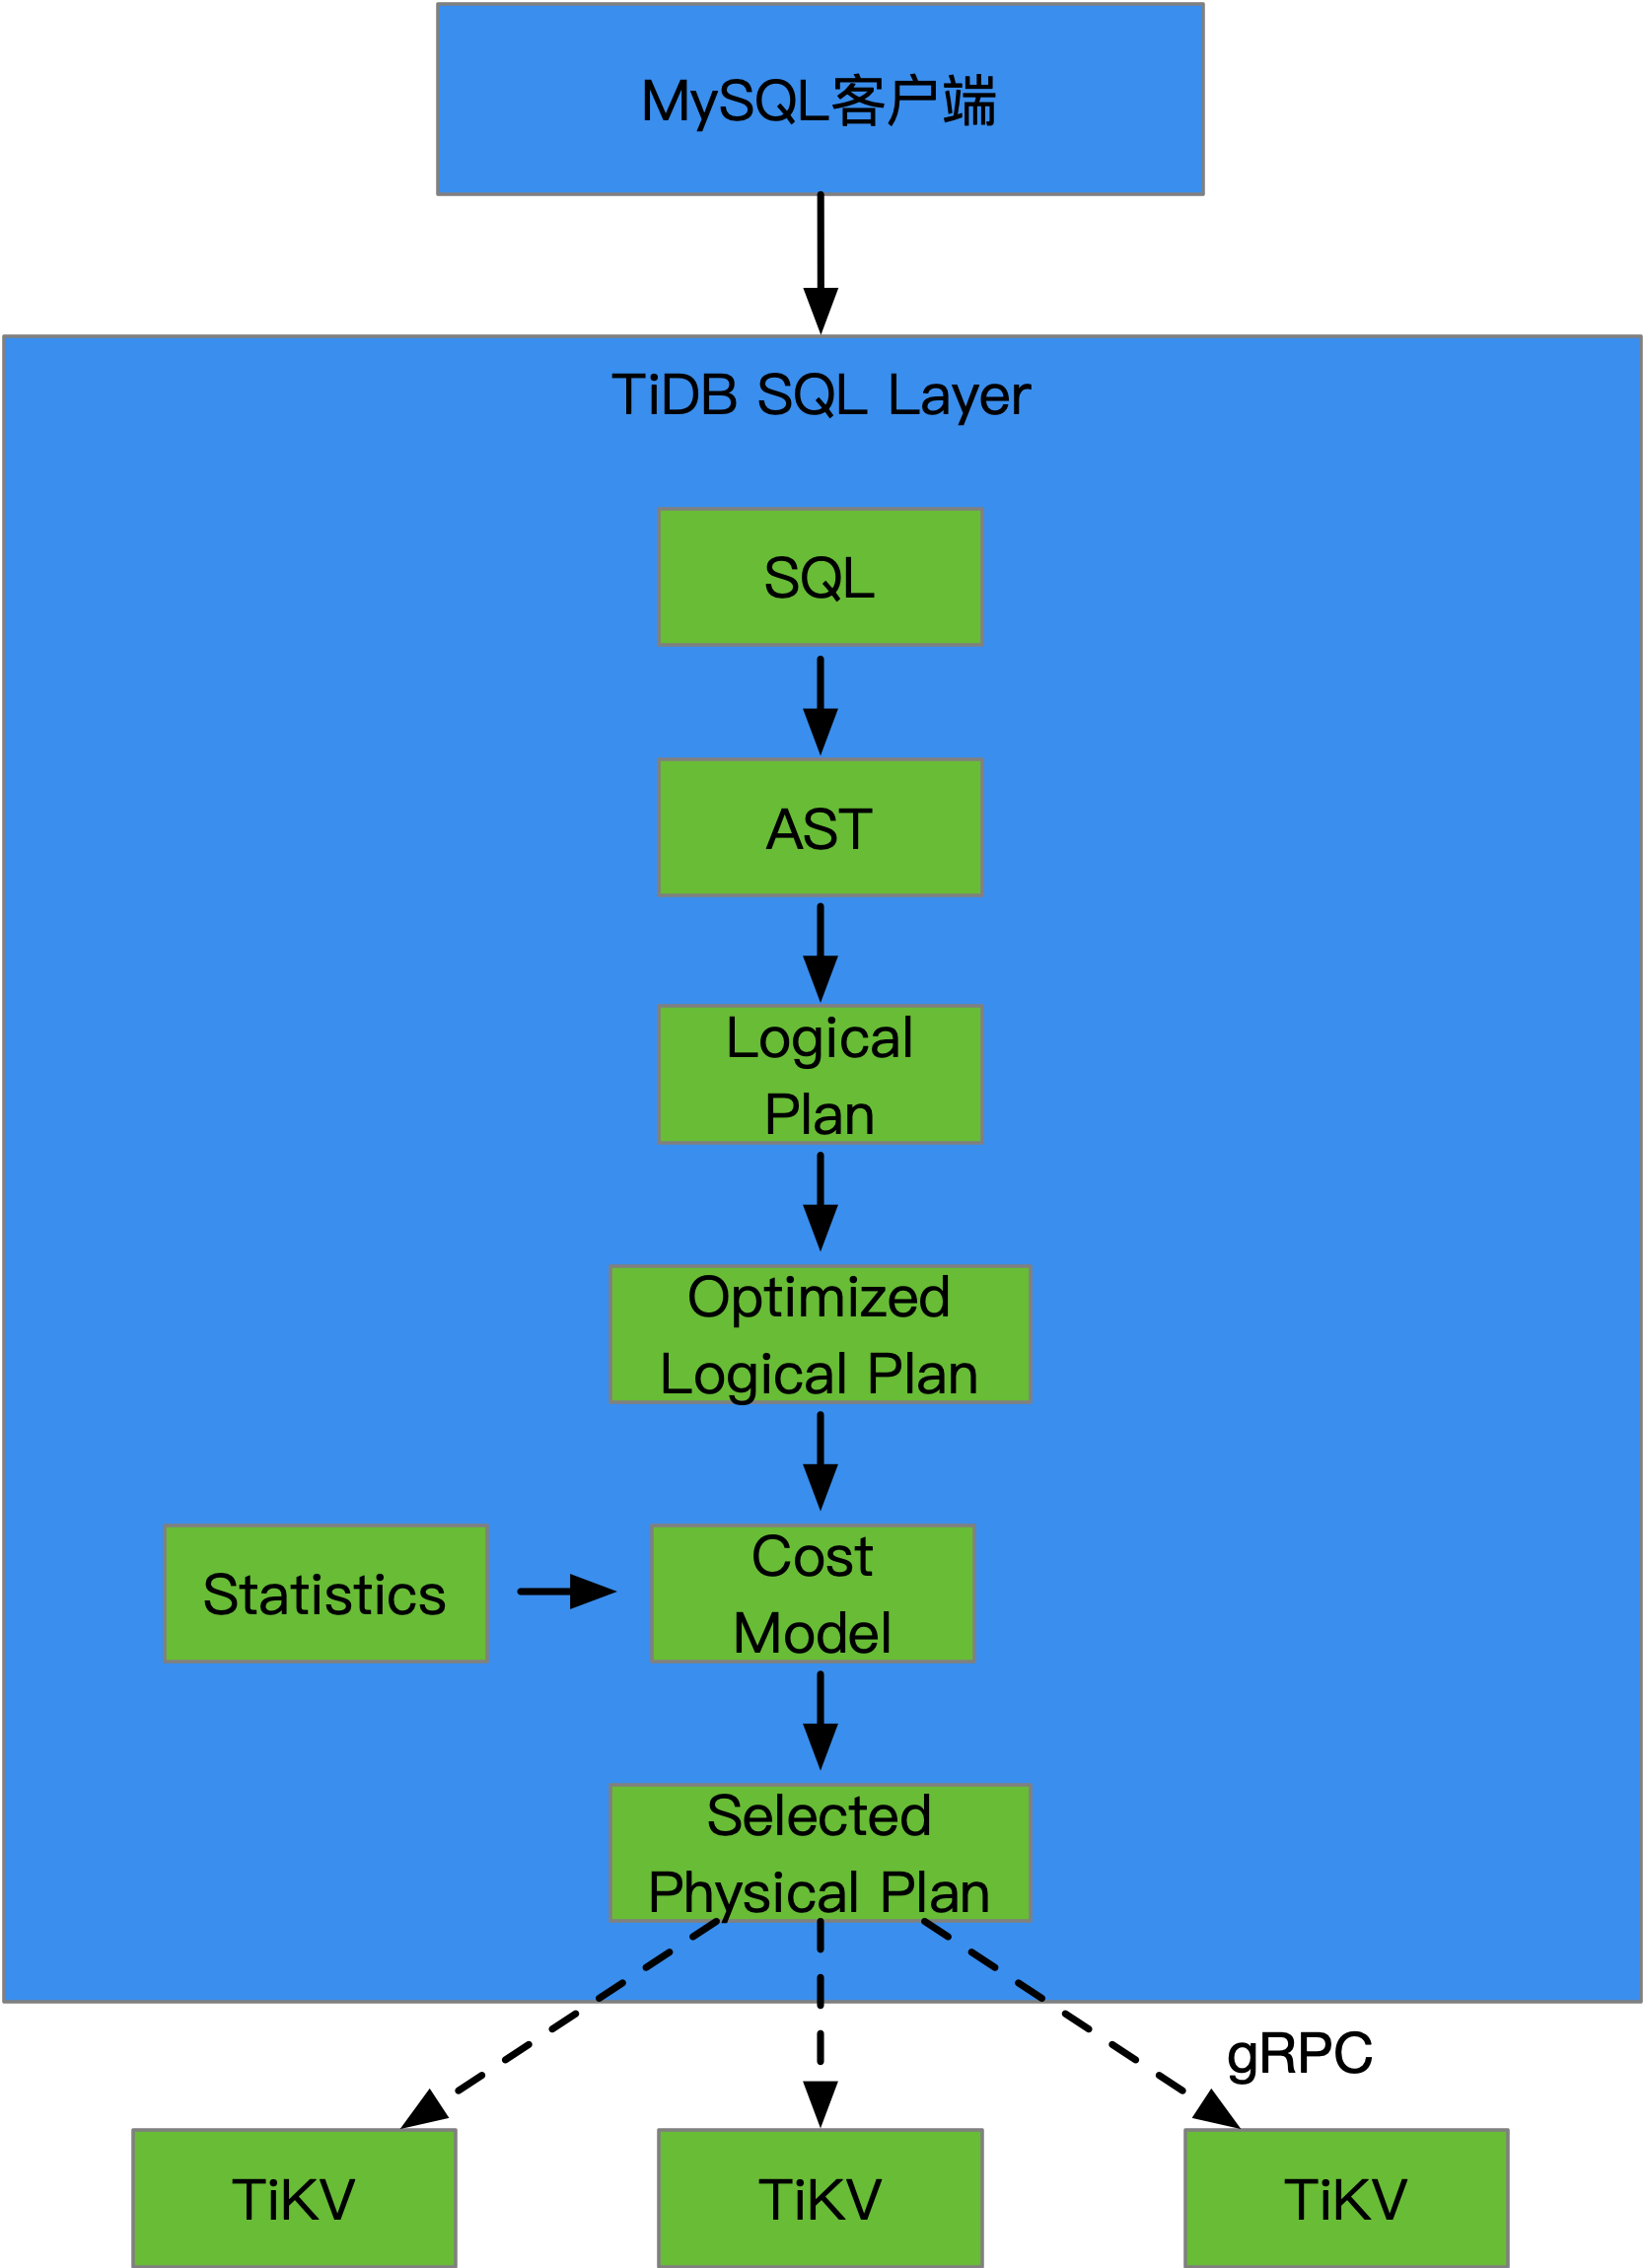 MySQL客户端
TiDB SQL Layer
SQL
AST
Logical
Plan
Optimized
Logical Plan
Statistics
Cost
Model
Selected
Physical Plan
gRPC
TiKV
TiKV
TiKV